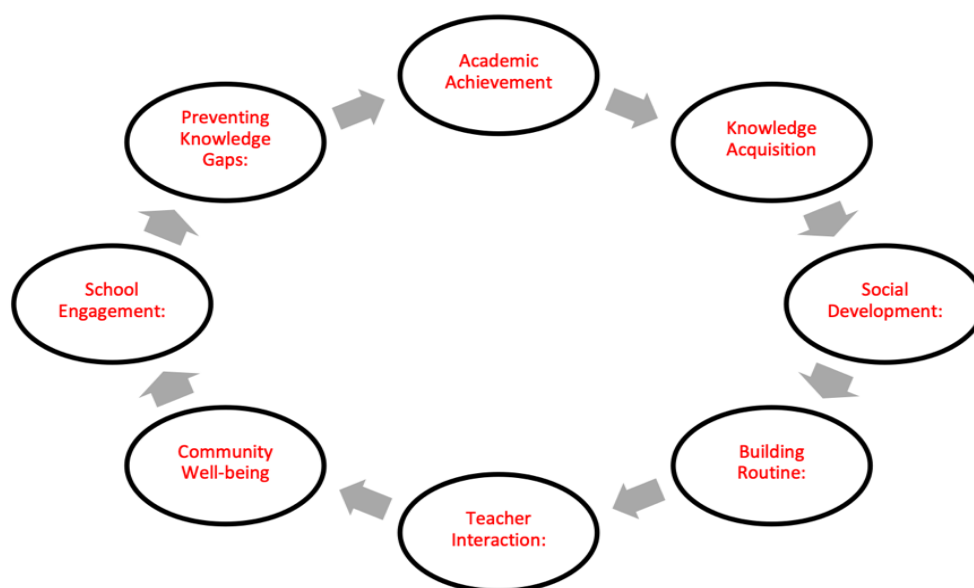 Academic
Achievement
Knowledge
Acquisition
Social
Development:
Building
Routine:
Teacher
Interaction:
Community
Well-being
School
Engagement:
Preventing
Knowledge
Gaps: